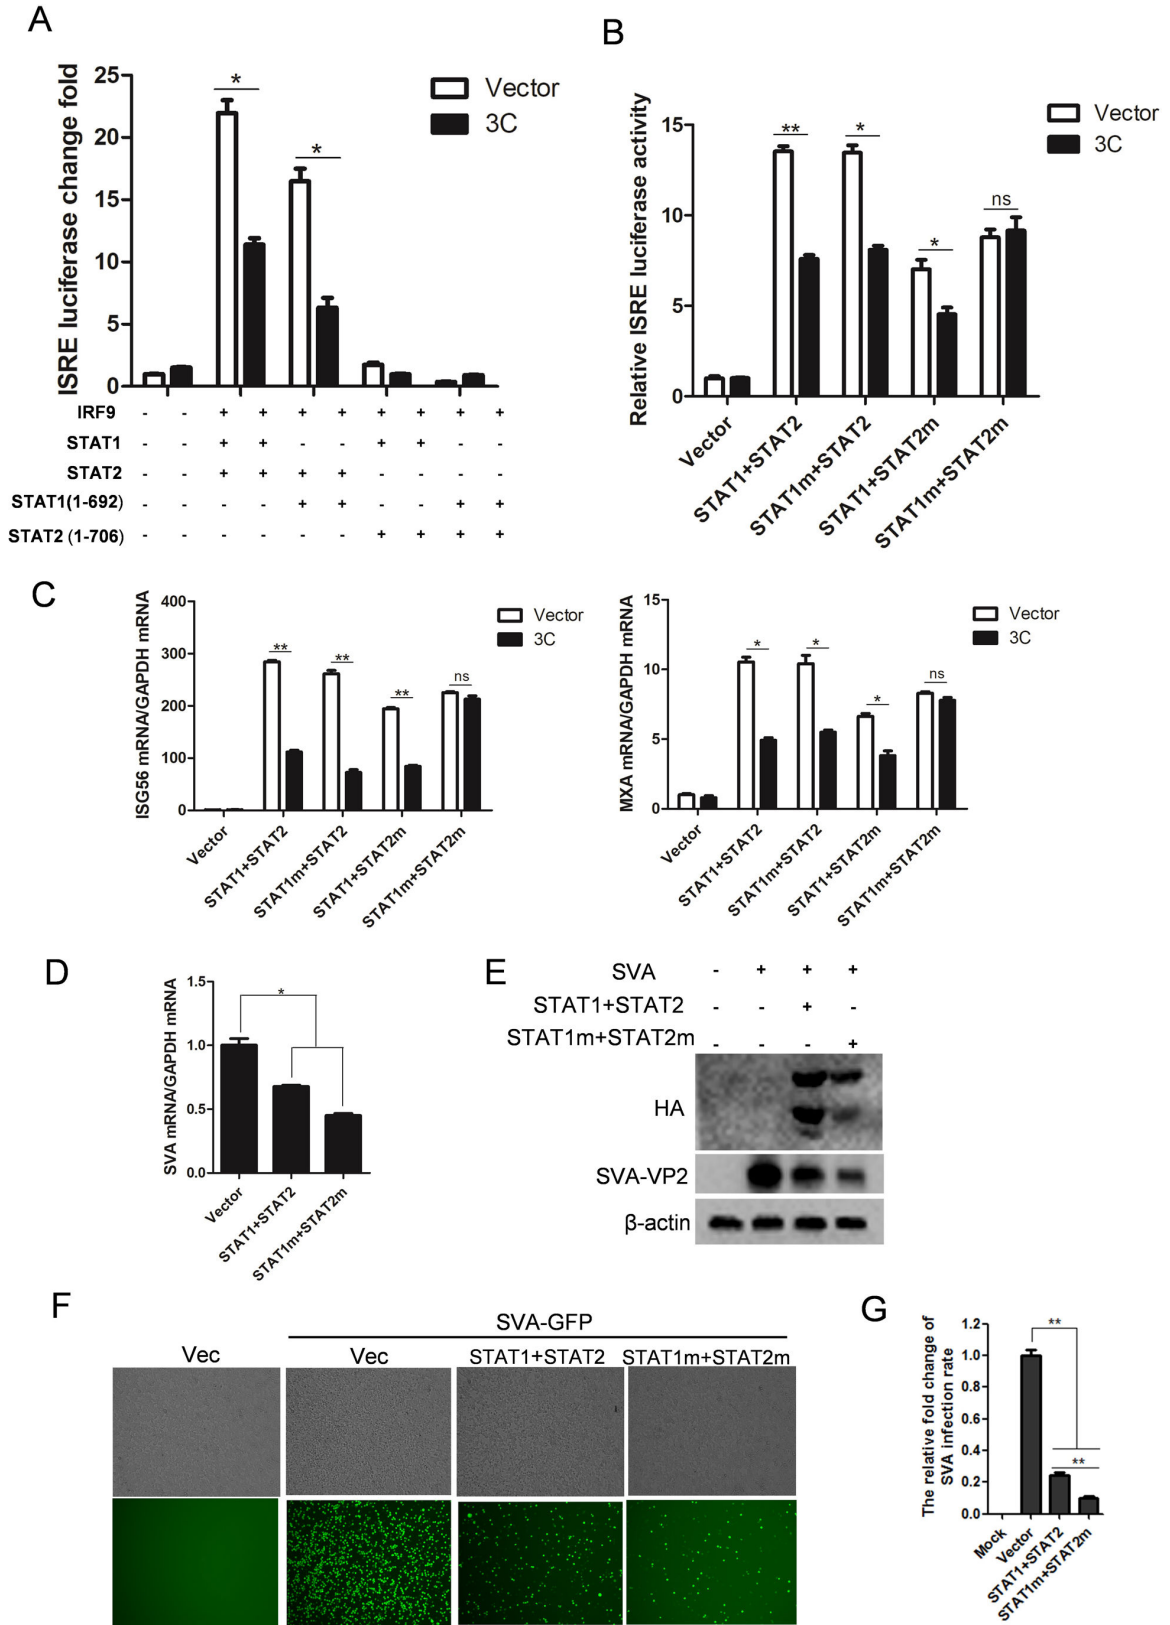 A
ISRE luciferase change fold
25
20
15
10
5
0
*
*
Vector
3C
IRF9 - - + + + + + + + +
STAT1 - - + + - - + + - -
STAT2 - - + + + + - - - -
STAT1(1-692) - - - - + + - - + +
STAT2 (1-706) - - - - - - + + + +
B
Relative ISRE luciferase activity
15
10
5
0
**
*
*
ns
Vector
3C
Vector
STAT1+STAT2
STAT1m+STAT2
STAT1+STAT2m
STAT1m+STAT2m
C
ISG56 mRNA/GAPDH mRNA
400
300
200
100
0
**
**
**
ns
Vector
3C
Vector
STAT1+STAT2
STAT1m+STAT2
STAT1+STAT2m
STAT1m+STAT2m
MXA mRNA/GAPDH mRNA
15
10
5
0
*
*
*
ns
Vector
3C
Vector
STAT1+STAT2
STAT1m+STAT2
STAT1+STAT2m
STAT1m+STAT2m
D
SVA mRNA/GAPDH mRNA
1.5
1.0
0.5
0.0
*
Vector
STAT1+STAT2
STAT1m+STAT2m
E
SVA - + + +
STAT1+STAT2 - - + -
STAT1m+STAT2m - - - +
HA
SVA-VP2
β-actin
F
SVA-GFP
Vec Vec STAT1+STAT2 STAT1m+STAT2m
G
The relative fold change of
SVA infection rate
1.2
1.0
0.8
0.6
0.4
0.2
0.0
**
**
Mock
Vector
STAT1+STAT2
STAT1m+STAT2m